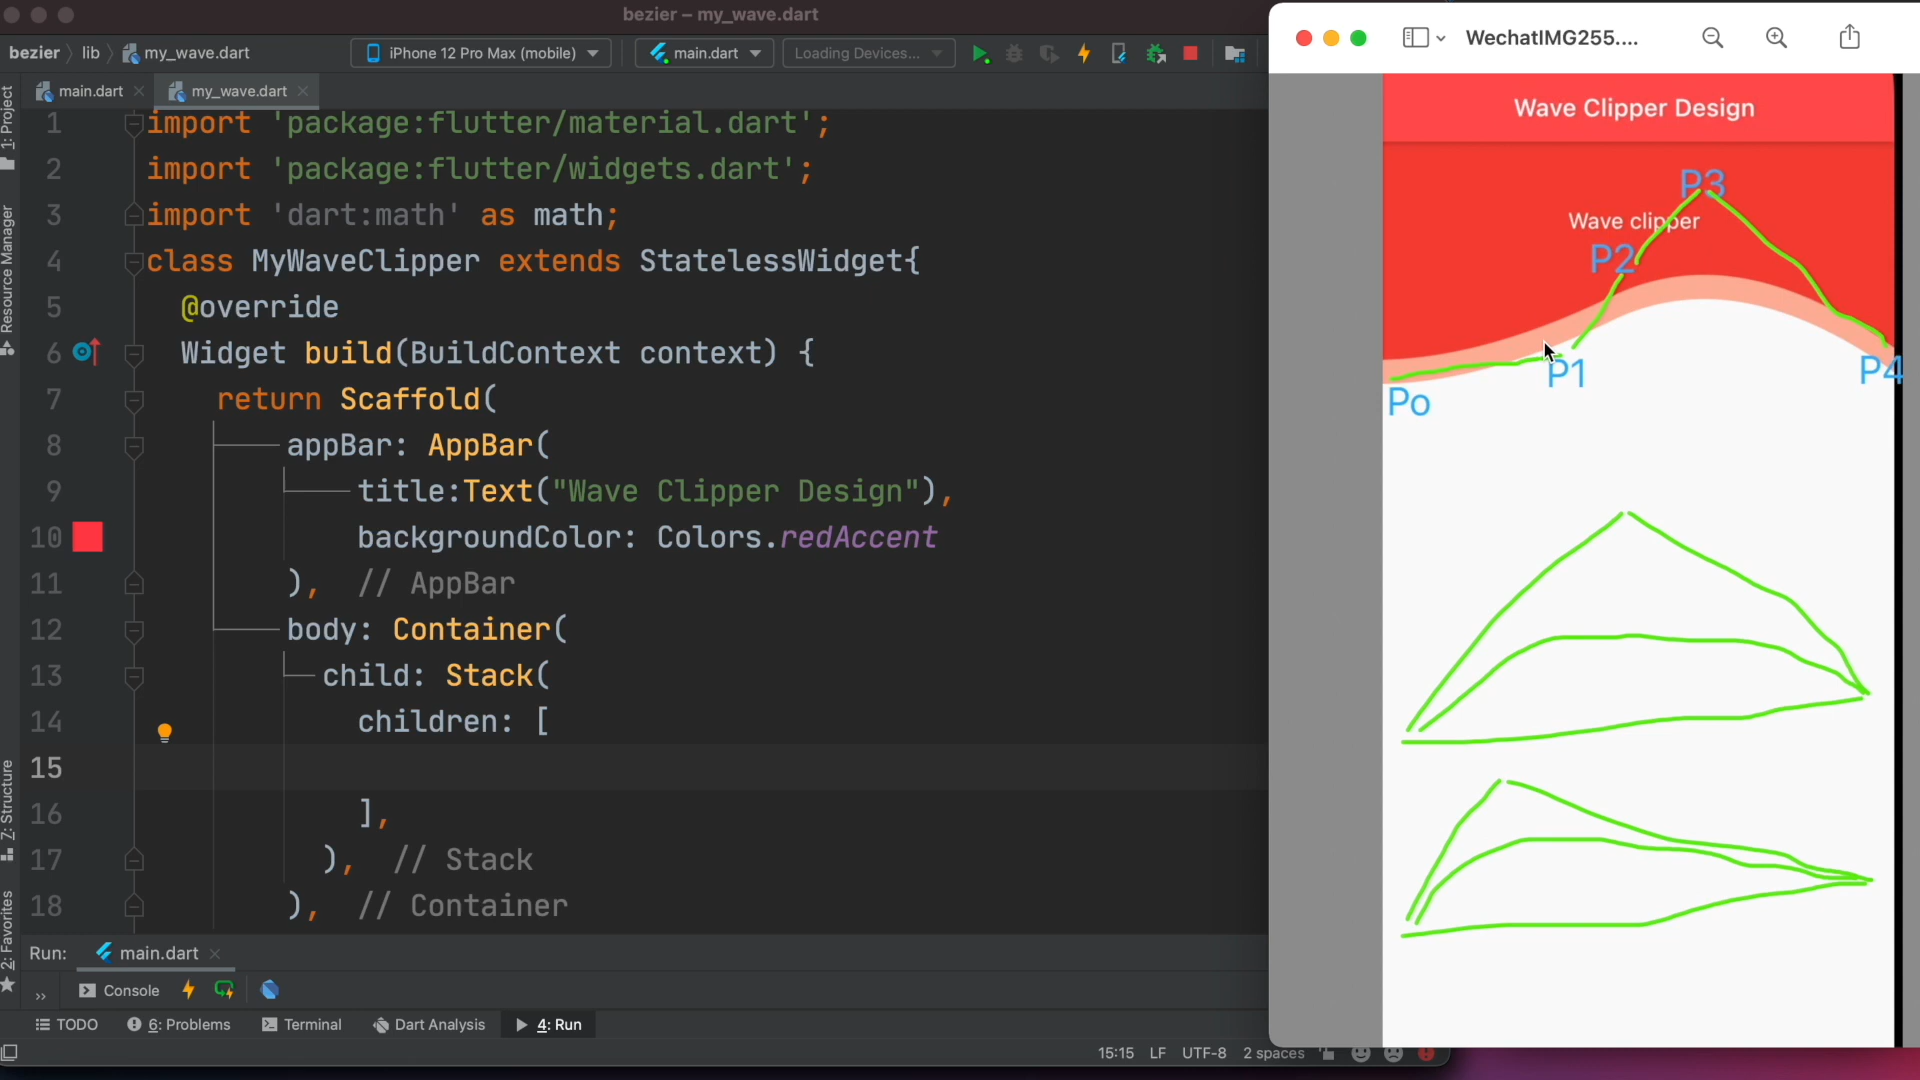 bezier – my_wave.dart
bezier lib my_wave.dart iPhone 12 Pro Max (mobile) main.dart Loading Devices...
main.dart my_wave.dart
1 import 'package:flutter/material.dart';
2 import 'package:flutter/widgets.dart';
3 import 'dart:math' as math;
4 class MyWaveClipper extends StatelessWidget{
5 @override
6 Widget build(BuildContext context) {
7 return Scaffold(
8 appBar: AppBar(
9 title:Text("Wave Clipper Design"),
10 backgroundColor: Colors.redAccent
11 ), // AppBar
12 body: Container(
13 child: Stack(
14 children: [
15
16 ],
17 ), // Stack
18 ), // Container
1: Project
Resource Manager
7: Structure
2: Favorites
Run: main.dart
» Console
TODO 6: Problems Terminal Dart Analysis 4: Run
15:15 LF UTF-8 2 spaces
WechatIMG255....
Wave Clipper Design
P3
Wave clipper
P2
P1
P4
Po